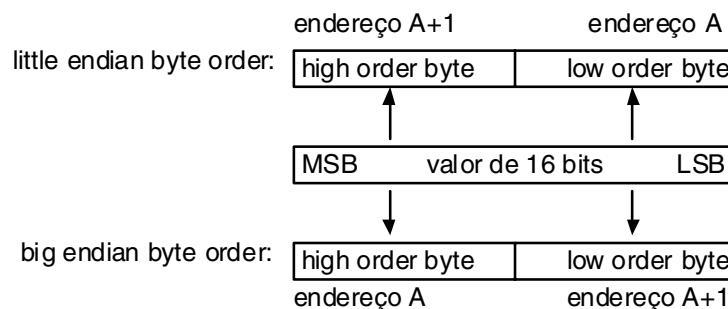 endereço A+1 endereço A
little endian byte order: high order byte low order byte
MSB valor de 16 bits LSB
big endian byte order: high order byte low order byte
endereço A endereço A+1